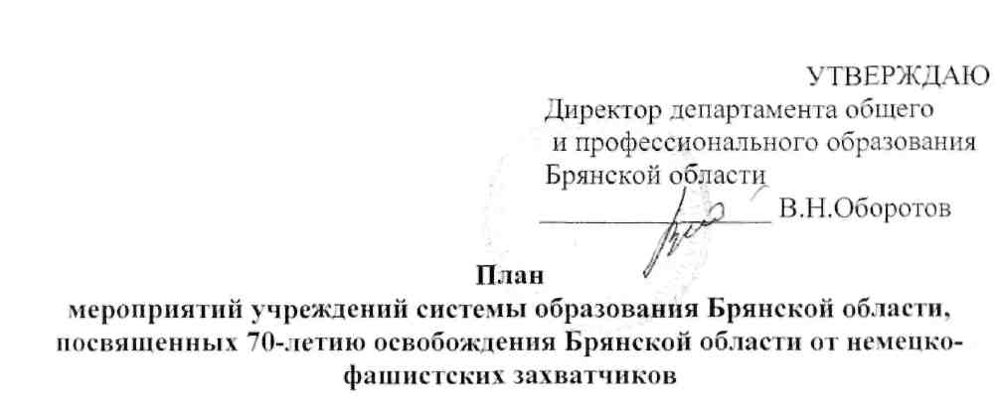 УТВЕРЖДАЮ
Директор департамента общего
и профессионального образования
Брянской области
В.Н.Оборотов
План
мероприятий учреждений системы образования Брянской области,
посвященных 70-летию освобождения Брянской области от немецко-
фашистских захватчиков